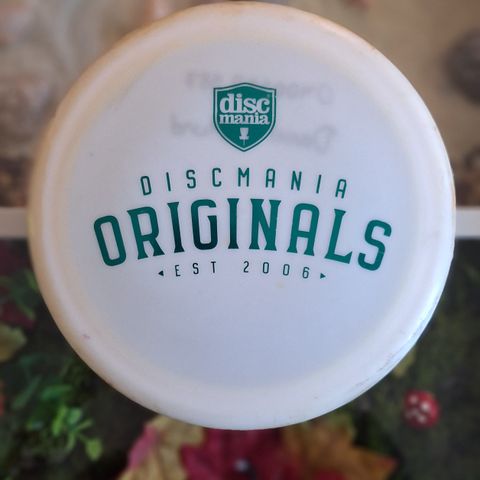 disc
mania
DISCMANIA
ORIGINALS
EST 2006